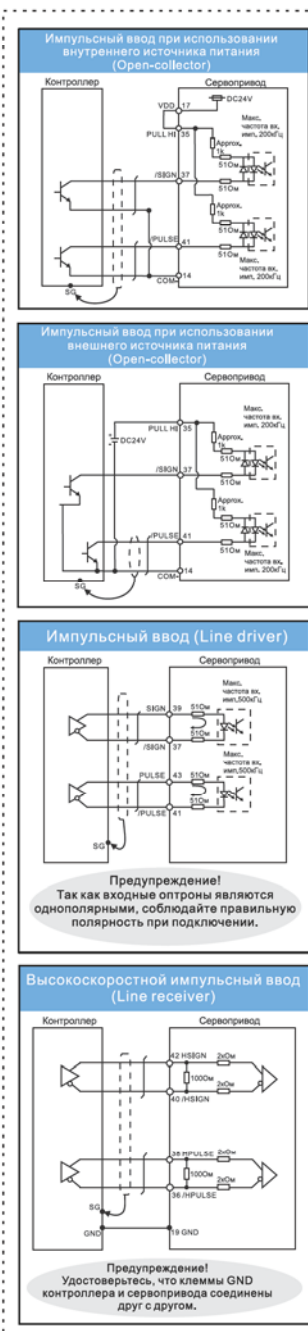 Импульсный ввод при использовании
внутреннего источника питания
(Open-collector)
Контроллер
Сервопривод
DC24V
VDD
17
PULL HI
35
Макс.
частота вх.
имп, 200кГц
Approx.
1k
/SIGN
37
51Ом
51Ом
Approx.
1k
/PULSE
41
51Ом
51Ом
COM-
14
SG
Макс.
частота вх,
имп, 200кГц
Импульсный ввод при использовании
внешнего источника питания
(Open-collector)
Контроллер
Сервопривод
PULL HI
35
DC24V
Макс,
частота вх,
имп, 200кГц
Approx,
1k
/SIGN
37
51Ом
51Ом
Approx,
1k
/PULSE
41
51Ом
51Ом
COM-
14
SG
Макс,
частота вх,
имп, 200кГц
Импульсный ввод (Line driver)
Контроллер
Сервопривод
Макс,
частота вх,
имп,500кГц
SIGN
39
51Ом
51Ом
/SIGN
37
Макс,
частота вх,
имп,500кГц
PULSE
43
51Ом
51Ом
/PULSE
41
SG
Предупреждение!
Так как входные оптроны являются
однополярными, соблюдайте правильную
полярность при подключении.
Высокоскоростной импульсный ввод
(Line receiver)
Контроллер
Сервопривод
42 HSIGN
2кОм
100Ом
2кОм
40 /HSIGN
38 HPULSE
2кОм
100Ом
2кОм
36 /HPULSE
SG
GND
19 GND
Предупреждение!
Удостоверьтесь, что клеммы GND
контроллера и сервопривода соединены
друг с другом.